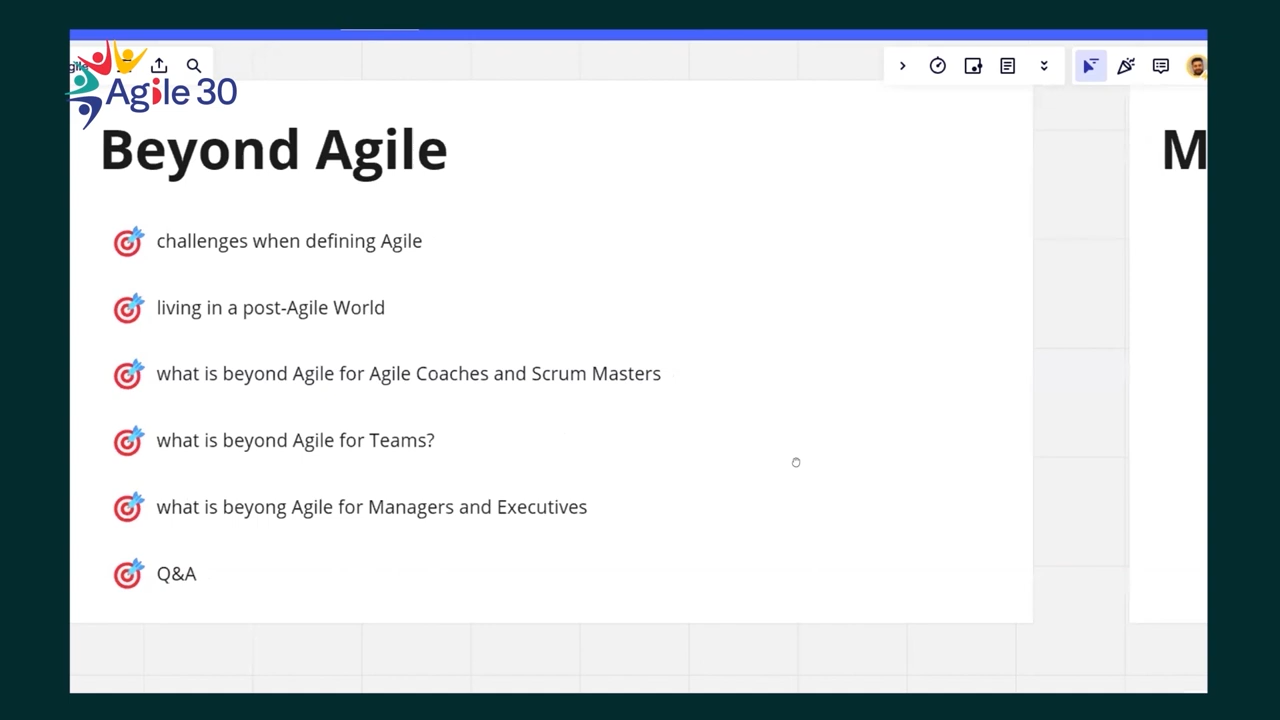 Agile 30
Beyond Agile
M
challenges when defining Agile
living in a post-Agile World
what is beyond Agile for Agile Coaches and Scrum Masters
what is beyond Agile for Teams?
what is beyong Agile for Managers and Executives
Q&A